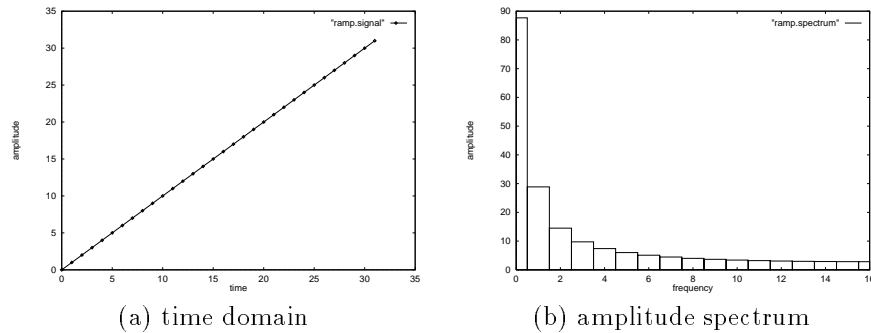 35
30
25
20
15
10
5
0
amplitude
"ramp.signal"
0 5 10 15 20 25 30 35
time
(a) time domain
90
80
70
60
50
40
30
20
10
0
amplitude
"ramp.spectrum"
0 2 4 6 8 10 12 14 16
frequency
(b) amplitude spectrum